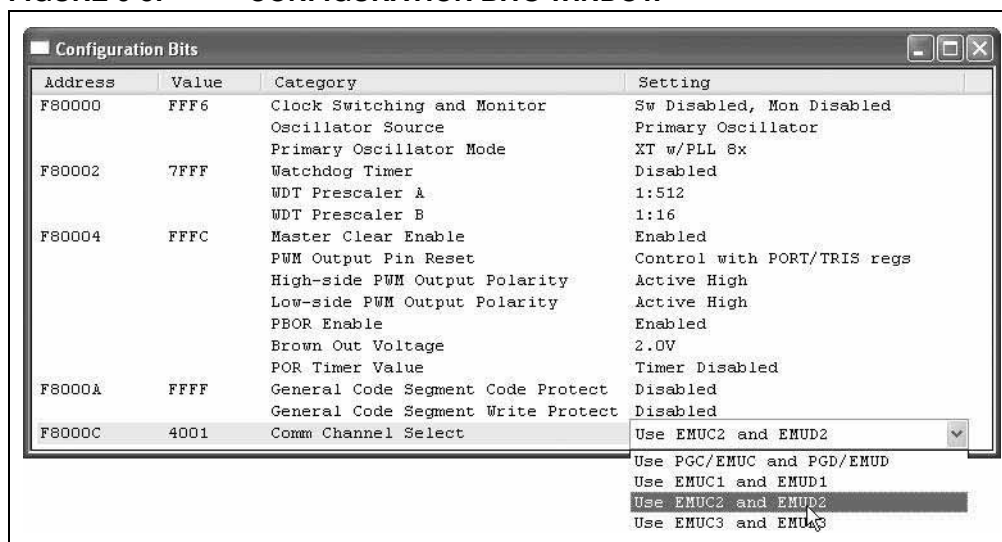 Configuration Bits
Address Value Category Setting
F80000 FFF6 Clock Switching and Monitor Sw Disabled, Mon Disabled
Oscillator Source Primary Oscillator
Primary Oscillator Mode XT w/PLL 8x
F80002 7FFF Watchdog Timer Disabled
WDT Prescaler A 1:512
WDT Prescaler B 1:16
F80004 FFFC Master Clear Enable Enabled
PWM Output Pin Reset Control with PORT/TRIS regs
High-side PWM Output Polarity Active High
Low-side PWM Output Polarity Active High
PBOR Enable Enabled
Brown Out Voltage 2.0V
POR Timer Value Timer Disabled
F8000A FFFF General Code Segment Code Protect Disabled
General Code Segment Write Protect Disabled
F8000C 4001 Comm Channel Select Use EMUC2 and EMUD2
Use PGC/EMUC and PGD/EMUD
Use EMUC1 and EMUD1
Use EMUC2 and EMUD2
Use EMUC3 and EMUD3